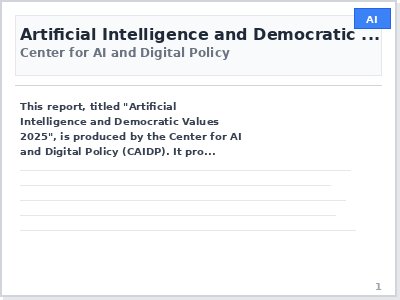 AI
Artificial Intelligence and Democratic ...
Center for AI and Digital Policy
This report, titled "Artificial
Intelligence and Democratic Values
2025", is produced by the Center for AI
and Digital Policy (CAIDP). It pro...
1